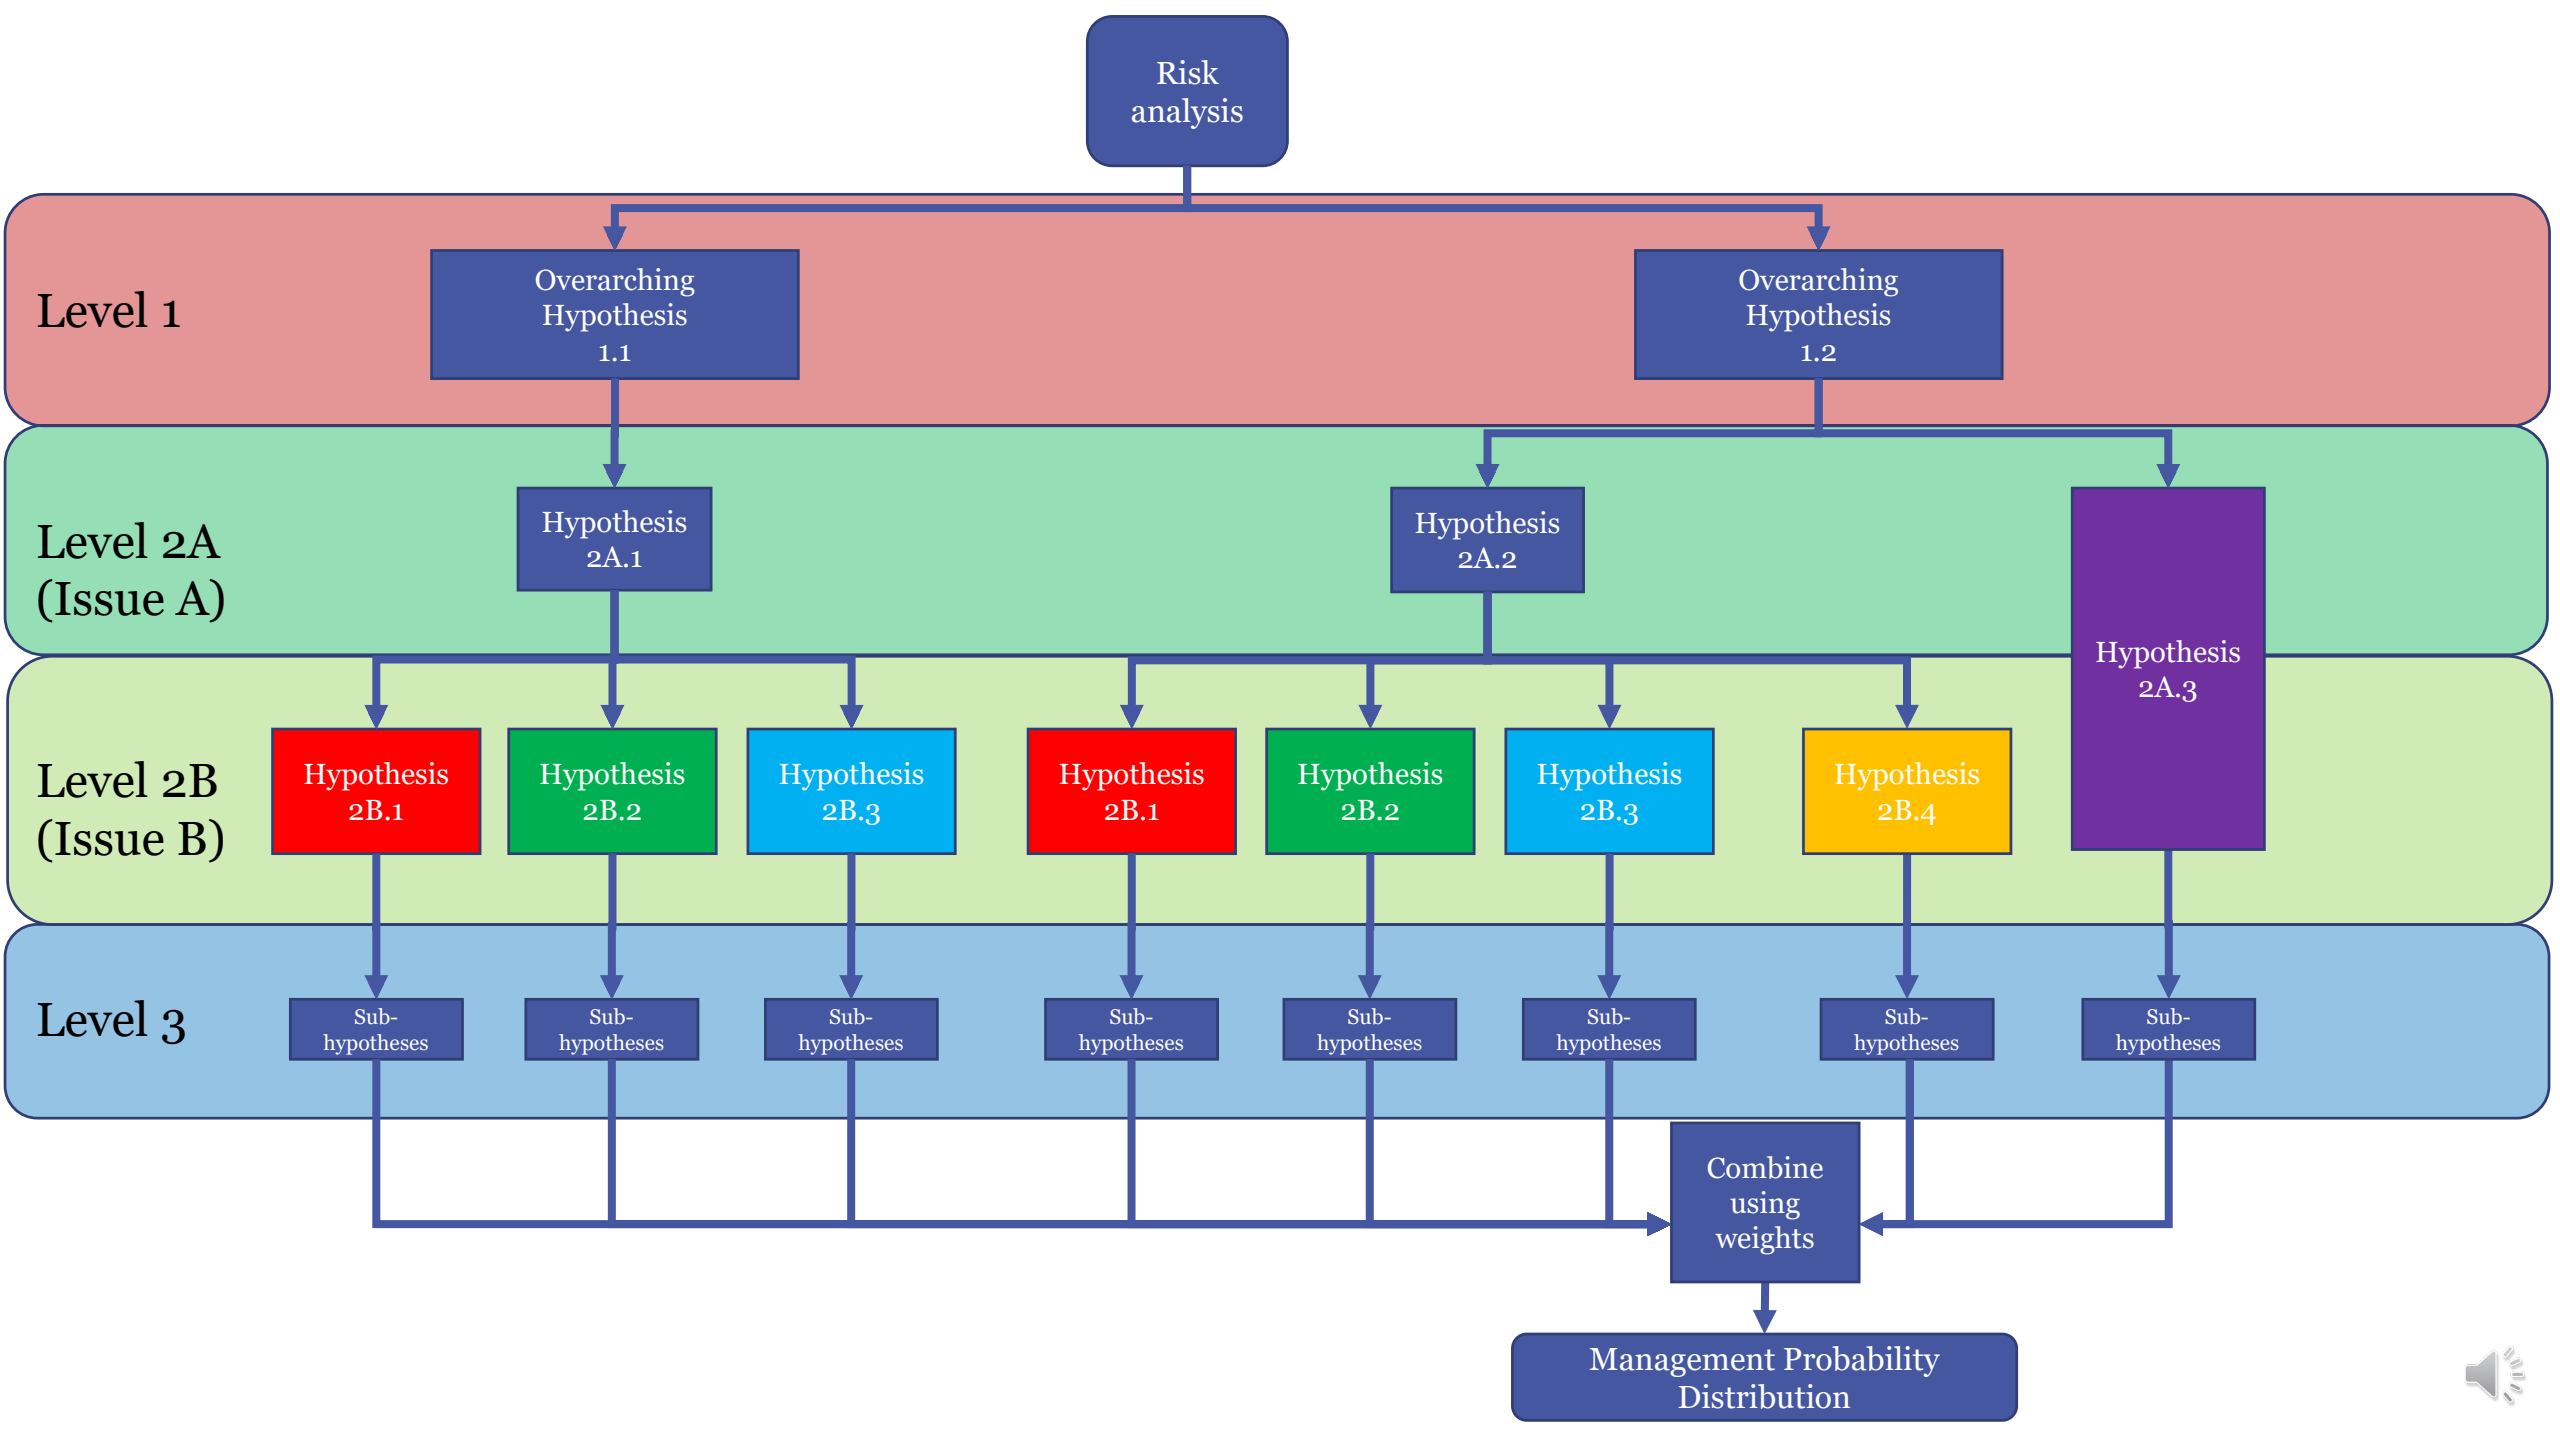 Risk
analysis
Level 1
Overarching
Hypothesis
1.1
Overarching
Hypothesis
1.2
Level 2A
(Issue A)
Hypothesis
2A.1
Hypothesis
2A.2
Hypothesis
2A.3
Level 2B
(Issue B)
Hypothesis
2B.1
Hypothesis
2B.2
Hypothesis
2B.3
Hypothesis
2B.1
Hypothesis
2B.2
Hypothesis
2B.3
Hypothesis
2B.4
Level 3
Sub-
hypotheses
Sub-
hypotheses
Sub-
hypotheses
Sub-
hypotheses
Sub-
hypotheses
Sub-
hypotheses
Sub-
hypotheses
Sub-
hypotheses
Combine
using
weights
Management Probability
Distribution